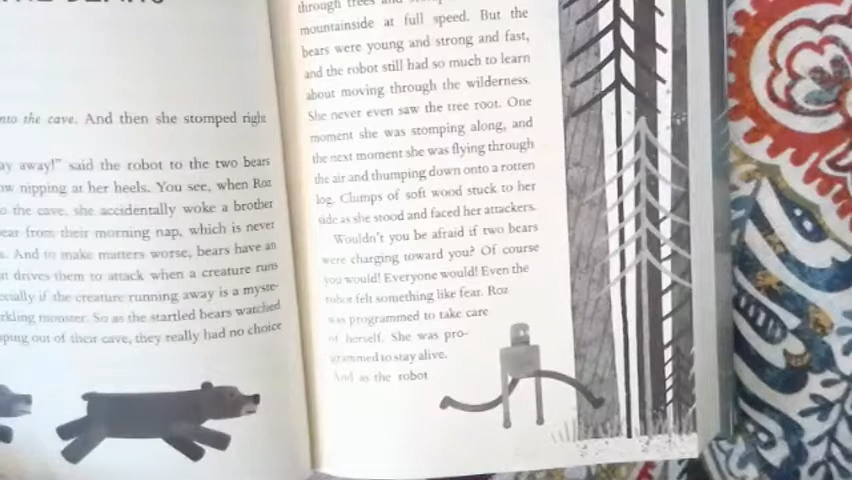 nto the cave. And then she stomped right
ay away!" said the robot to the two bears
ow nipping at her heels. You see, when Roz
o the cave, she accidentally woke a brother
ear from their morning nap, which is never
s. And to make matters worse, bears have an
at drives them to attack when a creature runs
ecially if the creature running away is a myste-
rkling monster. So as the startled bears watched
pping out of their cave, they really had no choice
through trees and
mountainside at full speed. But the
bears were young and strong and fast,
and the robot still had so much to learn
about moving through the wilderness.
She never even saw the tree root. One
moment she was stomping along, and
the next moment she was flying through
the air and thumping down onto a rotten
log. Clumps of soft wood stuck to her
side as she stood and faced her attackers.
Wouldn't you be afraid if two bears
were charging toward you? Of course
you would! Everyone would! Even the
robot felt something like fear. Roz
was programmed to take care
of herself. She was pro-
grammed to stay alive.
And as the robot